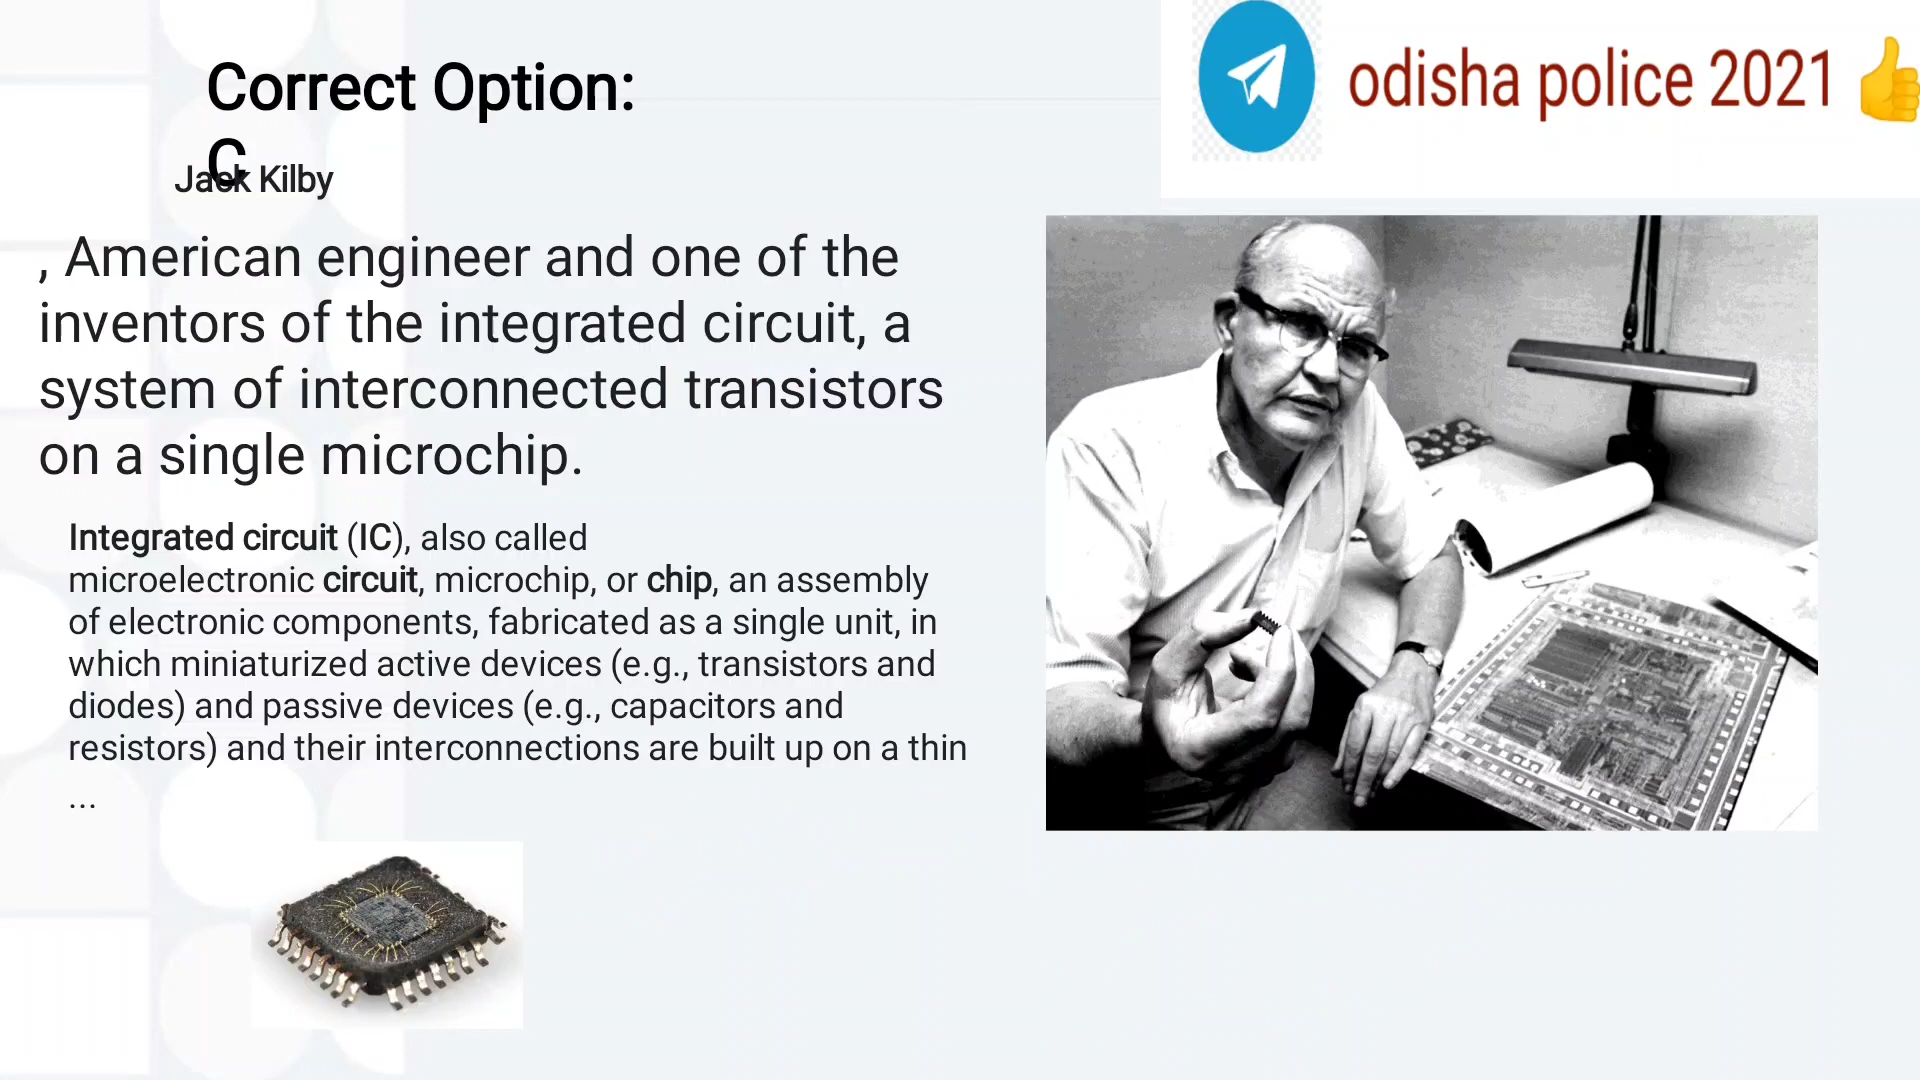 Correct Option:
C
Jack Kilby
, American engineer and one of the
inventors of the integrated circuit, a
system of interconnected transistors
on a single microchip.
Integrated circuit (IC), also called
microelectronic circuit, microchip, or chip, an assembly
of electronic components, fabricated as a single unit, in
which miniaturized active devices (e.g., transistors and
diodes) and passive devices (e.g., capacitors and
resistors) and their interconnections are built up on a thin
...
odisha police 2021 👍